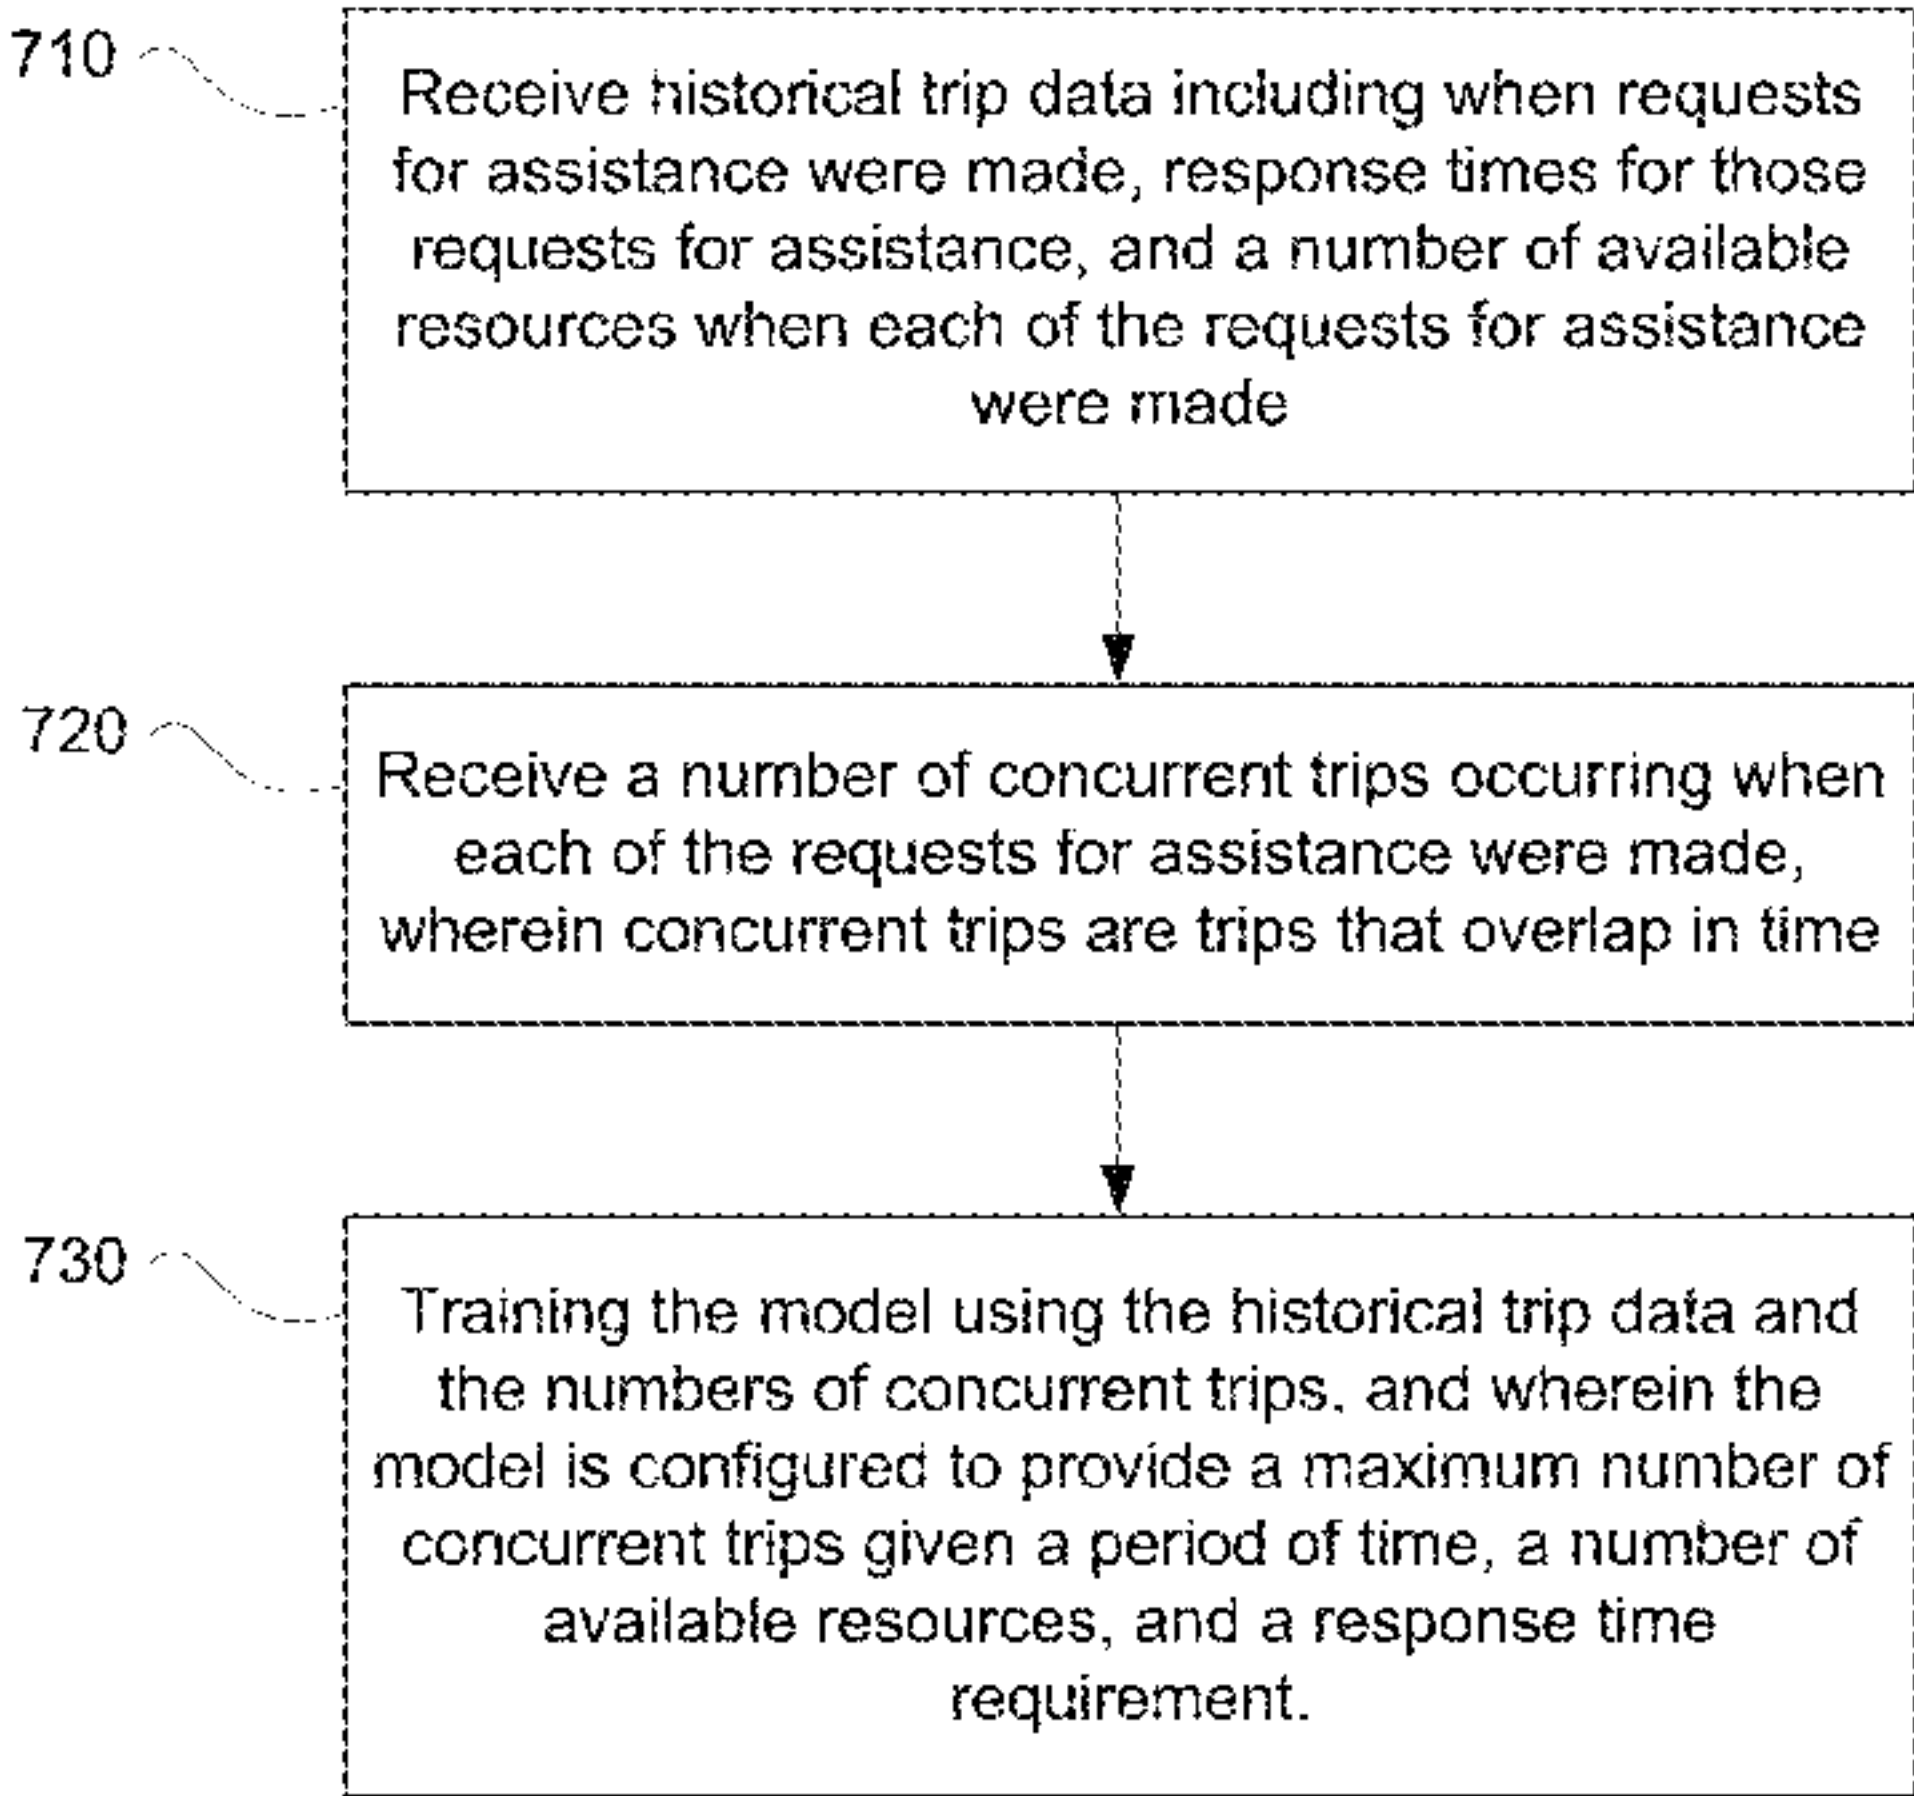 710
Receive historical trip data including when requests
for assistance were made, response times for those
requests for assistance, and a number of available
resources when each of the requests for assistance
were made
720
Receive a number of concurrent trips occurring when
each of the requests for assistance were made,
wherein concurrent trips are trips that overlap in time
730
Training the model using the historical trip data and
the numbers of concurrent trips, and wherein the
model is configured to provide a maximum number of
concurrent trips given a period of time, a number of
available resources, and a response time
requirement.